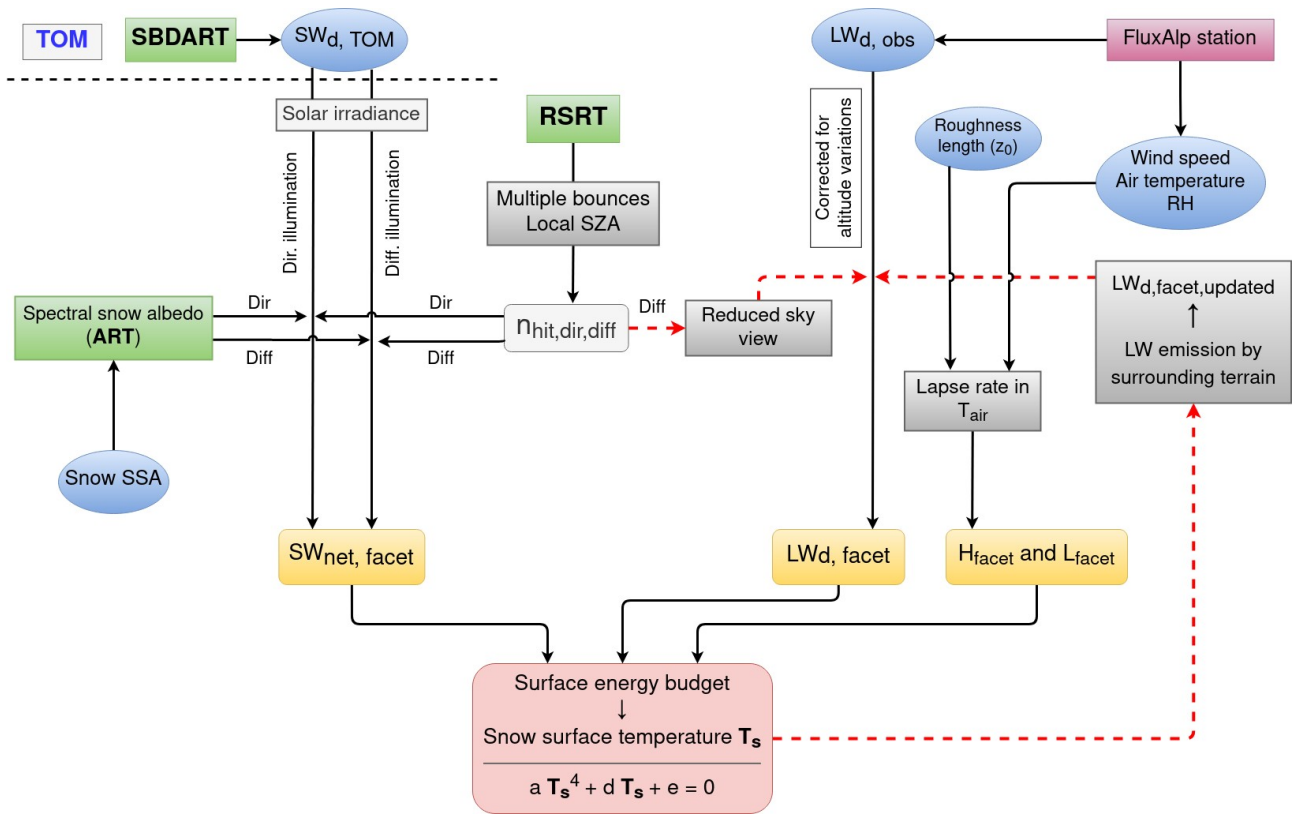 TOM
SBDART
SWd, TOM
LWd, obs
FluxAlp station
Solar irradiance
RSRT
Corrected for
altitude variations
Roughness
length (z0)
Wind speed
Air temperature
RH
Dir. illumination
Diff. illumination
Multiple bounces
Local SZA
Spectral snow albedo
(ART)
Dir
Diff
Dir
Diff
nhit,dir,diff
Diff
Reduced sky
view
LWd,facet,updated
↑
LW emission by
surrounding terrain
Lapse rate in
Tair
Snow SSA
SWnet, facet
LWd, facet
Hfacet and Lfacet
Surface energy budget
↓
Snow surface temperature Ts
a Ts⁴ + d Ts + e = 0